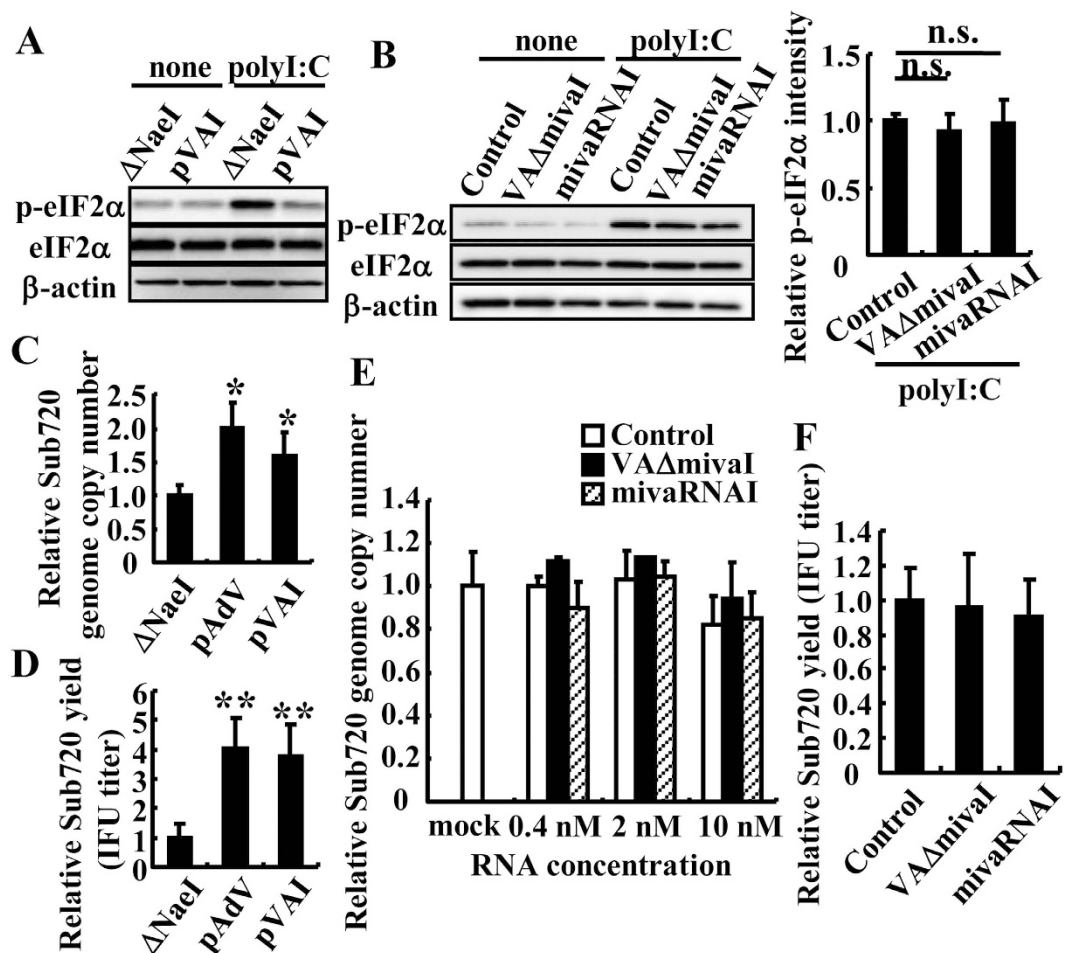 A
none
polyI:C
ΔNaeI
pVAI
ΔNaeI
pVAI
p-eIF2α
eIF2α
β-actin
B
none
polyI:C
Control
VAΔmivaI
mivaRNAI
Control
VAΔmivaI
mivaRNAI
p-eIF2α
eIF2α
β-actin
Relative p-eIF2α intensity
1.5
1.0
0.5
0
n.s.
n.s.
Control
VAΔmivaI
mivaRNAI
polyI:C
C
Relative Sub720
genome copy number
2.5
2.0
1.5
1.0
0.5
0
*
*
ΔNaeI
pAdV
pVAI
D
Relative Sub720 yield
(IFU titer)
6
5
4
3
2
1
0
**
**
ΔNaeI
pAdV
pVAI
E
Control
VAΔmivaI
mivaRNAI
Relative Sub720 genome copy numner
1.4
1.2
1.0
0.8
0.6
0.4
0.2
0
mock 0.4 nM 2 nM 10 nM
RNA concentration
F
Relative Sub720 yield (IFU titer)
1.4
1.2
1.0
0.8
0.6
0.4
0.2
0
Control
VAΔmivaI
mivaRNAI